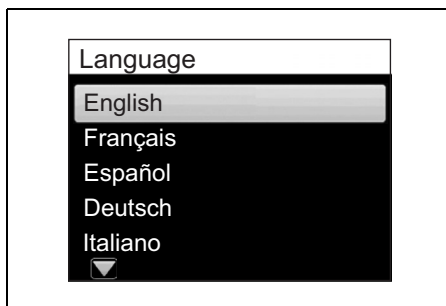 Language
English
Français
Español
Deutsch
Italiano